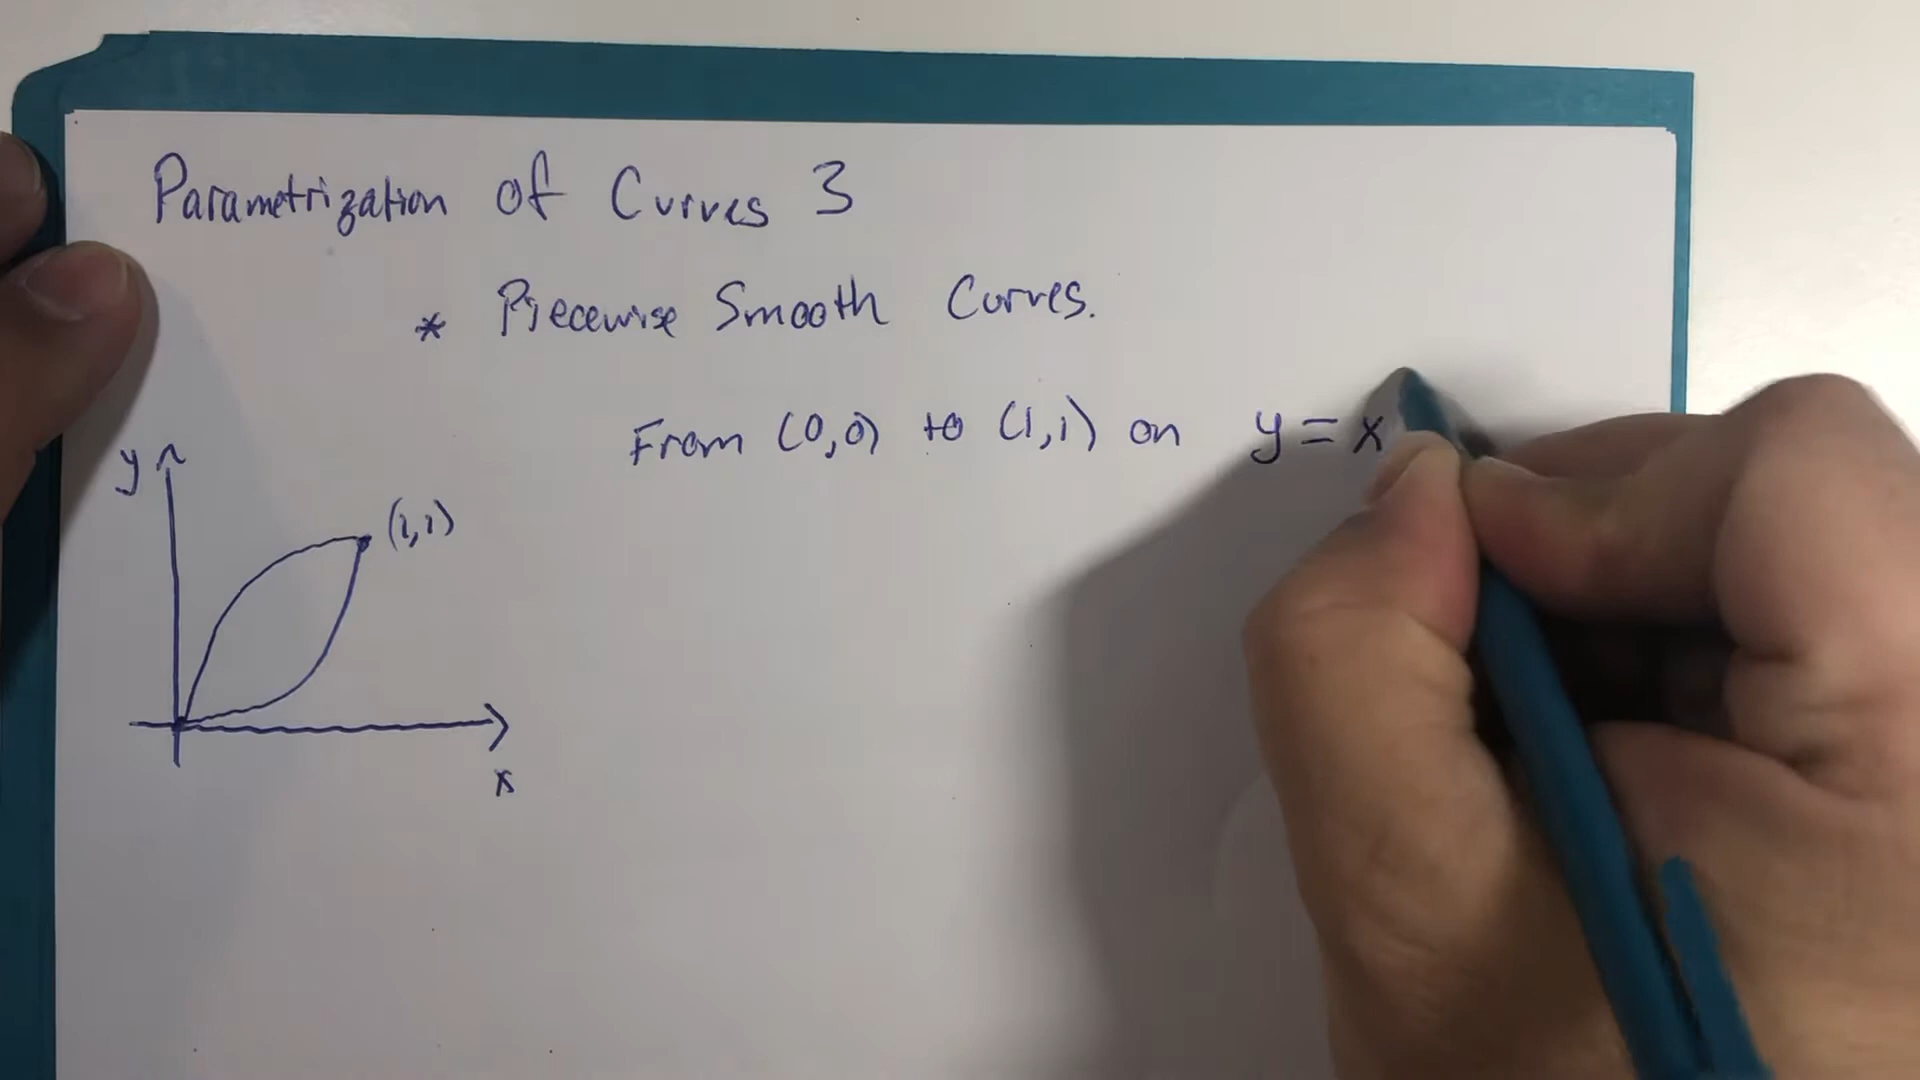 Parametrization of Curves 3
* Piecewise Smooth Curves.
From (0,0) to (1,1) on y = x
y
(1,1)
x